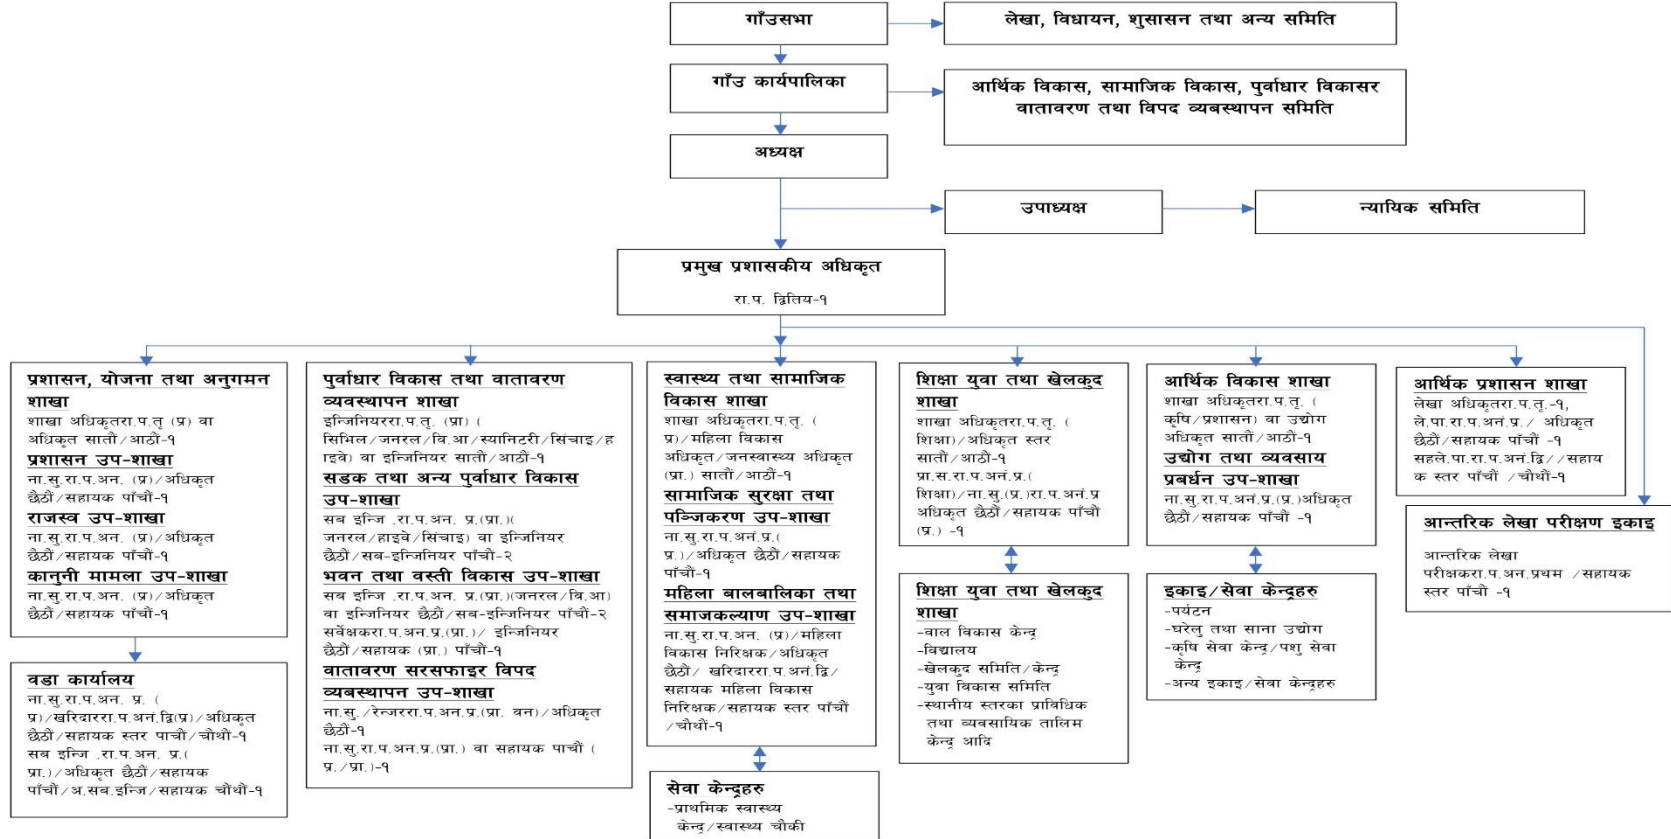 गाँउसभा
लेखा, विधायन, शुसासन तथा अन्य समिति
गाँउ कार्यपालिका
आर्थिक विकास, सामाजिक विकास, पुर्वाधार विकासर
वातावरण तथा विपद व्यबस्थापन समिति
अध्यक्ष
उपाध्यक्ष
न्यायिक समिति
प्रमुख प्रशासकीय अधिकृत
रा.प. द्वितिय-१
प्रशासन, योजना तथा अनुगमन
शाखा
शाखा अधिकृतरा.प.तृ. (प्र) वा
अधिकृत सातौं/आठौं-१
प्रशासन उप-शाखा
ना.सु.रा.प.अन. (प्र)/अधिकृत
छैठौं/सहायक पाँचौं-१
राजस्व उप-शाखा
ना.सु.रा.प.अन. (प्र)/अधिकृत
छैठौं/सहायक पाँचौं-१
कानुनी मामला उप-शाखा
ना.सु.रा.प.अन. (प्र)/अधिकृत
छैठौं/सहायक पाँचौं-१
वडा कार्यालय
ना.सु.रा.प.अन. प्र. (
प्र)/खरिदाररा.प.अनं.द्वि(प्र)/अधिकृत
छैठौं/सहायक स्तर पाचौं/चौथौं-१
सब इन्जि .रा.प.अन. प्र.(
प्रा.)/अधिकृत छैठौं/सहायक
पाँचौं/अ.सब.इन्जि/सहायक चौंथौं-१
पुर्वाधार विकास तथा वातावरण
व्यवस्थापन शाखा
इन्जिनियररा.प.तृ. (प्रा) (
सिभिल/जनरल/वि.आ/स्यानिटरी/सिंचाइ/ह
इवे) वा इन्जिनियर सातौं/आठौं-१
सडक तथा अन्य पुर्वाधार विकास
उप-शाखा
सब इन्जि .रा.प.अन. प्र.(प्रा.)(
जनरल/हाइवे/सिंचाइ) वा इन्जिनियर
छैठौं/सब-इन्जिनियर पाँचौं-२
भवन तथा वस्ती विकास उप-शाखा
सब इन्जि .रा.प.अन. प्र.(प्रा.)(जनरल/वि.आ)
वा इन्जिनियर छैठौं/सब-इन्जिनियर पाँचौं-२
सर्वेक्षकरा.प.अन.प्र.(प्रा.)/ इन्जिनियर
छैठौं/सहायक (प्रा.) पाँचौं-१
वातावरण सरसफाइर विपद
व्यबस्थापन उप-शाखा
ना.सु./रेन्जररा.प.अन.प्र.(प्रा. वन)/अधिकृत
छैठौं-१
ना.सु.रा.प.अन.प्र.(प्रा.) वा सहायक पाचौं (
प्र./प्रा.)-१
स्वास्थ्य तथा सामाजिक
विकास शाखा
शाखा अधिकृतरा.प.तृ. (
प्र)/महिला विकास
अधिकृत/जनस्वास्थ्य अधिकृत
(प्रा.) सातौं/आठौं-१
सामाजिक सुरक्षा तथा
पञ्जिकरण उप-शाखा
ना.सु.रा.प.अनं.प्र.(
प्र.)/अधिकृत छैठौं/सहायक
पाँचौं-१
महिला बालबालिका तथा
समाजकल्याण उप-शाखा
ना.सु.रा.प.अन. (प्र)/महिला
विकास निरिक्षक/अधिकृत
छैठौं/ खरिदाररा.प.अनं.द्वि/
सहायक महिला विकास
निरिक्षक/सहायक स्तर पाँचौं
/चौथौं-१
सेवा केन्द्रहरु
-प्राथमिक स्वास्थ्य
केन्द्र/स्वास्थ्य चौकी
शिक्षा युवा तथा खेलकुद
शाखा
शाखा अधिकृतरा.प.तृ. (
शिक्षा)/अधिकृत स्तर
सातौं/आठौं-१
प्रा.स.रा.प.अनं.प्र.(
शिक्षा)/ना.सु.(प्र.)रा.प.अनं.प्र
अधिकृत छैठौं/सहायक पाँचौं
(प्र.) -१
शिक्षा युवा तथा खेलकुद
शाखा
-वाल विकास केन्द्र
-विद्यालय
-खेलकुद समिति/केन्द्र
-युवा विकास समिति
-स्थानीय स्तरका प्राविधिक
तथा व्यवसायिक तालिम
केन्द्र आदि
आर्थिक विकास शाखा
शाखा अधिकृतरा.प.तृ. (
कृषि/प्रशासन) वा उद्योग
अधिकृत सातौं/आठौं-१
उद्योग तथा व्यवसाय
प्रबर्धन उप-शाखा
ना.सु.रा.प.अनं.प्र.(प्र.)अधिकृत
छैठौं/सहायक पाँचौं -१
इकाइ/सेवा केन्द्रहरु
-पर्यटन
-घरेलु तथा साना उद्योग
-कृषि सेवा केन्द्र/पशु सेवा
केन्द्र
-अन्य इकाइ/सेवा केन्द्रहरु
आर्थिक प्रशासन शाखा
लेखा अधिकृतरा.प.तृ.-१,
ले.पा.रा.प.अनं.प्र./ अधिकृत
छैठौं/सहायक पाँचौं -१
सहले.पा.रा.प.अनं.द्वि//सहाय
क स्तर पाँचौं /चौथौं-१
आन्तरिक लेखा परीक्षण इकाइ
आन्तरिक लेखा
परीक्षकरा.प.अन.प्रथम /सहायक
स्तर पाँचौं -१